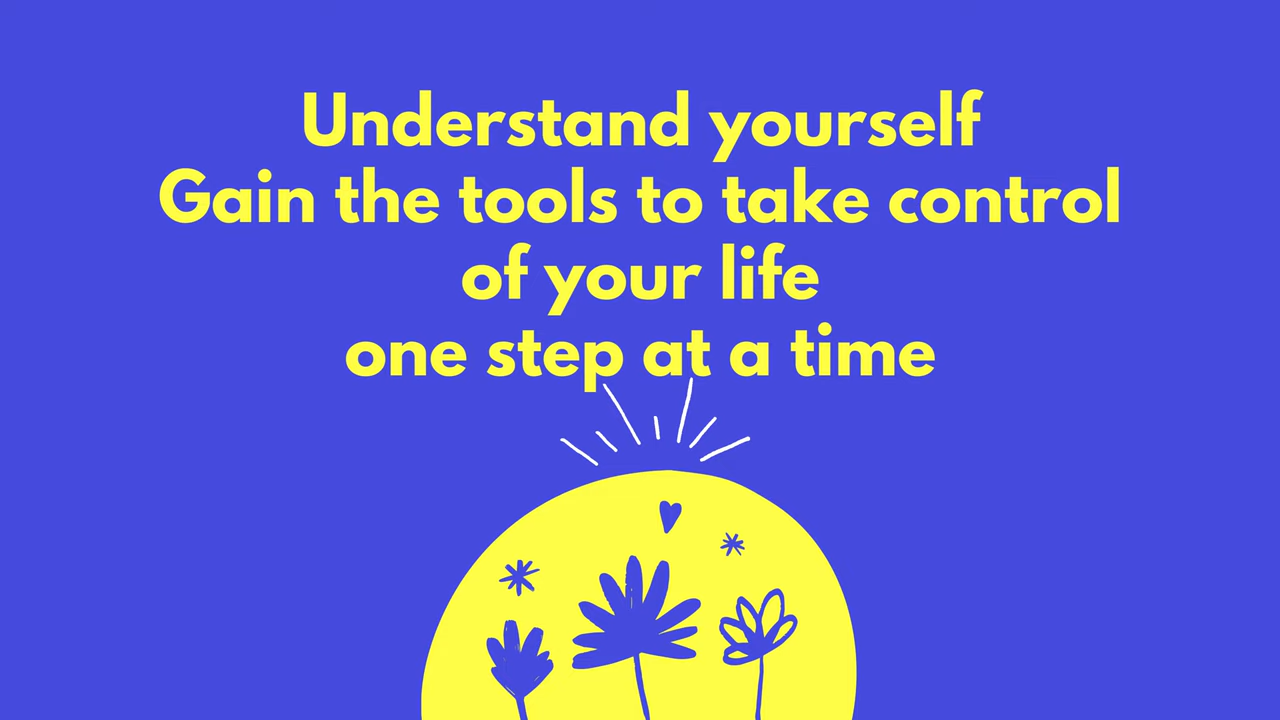 Understand yourself
Gain the tools to take control
of your life
one step at a time